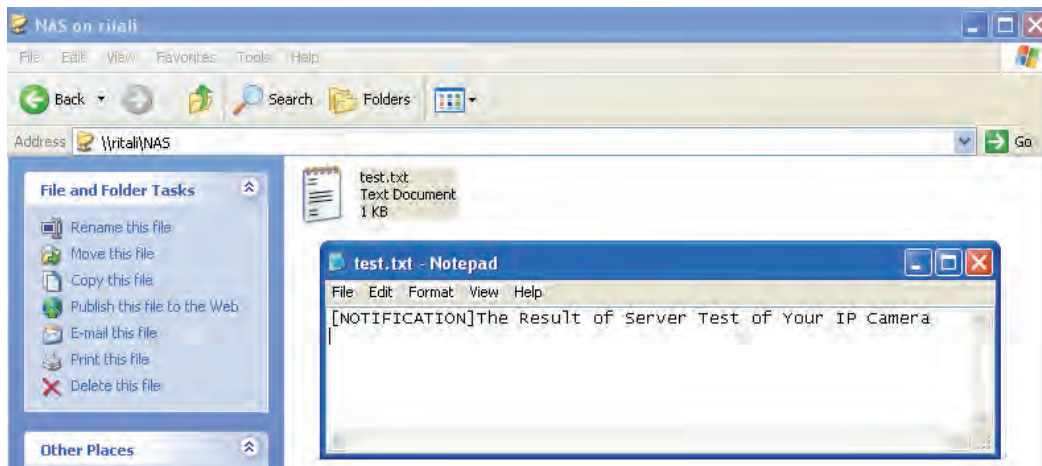 NAS on ritali
File Edit View Favorites Tools Help
Back Search Folders
Address \\ritali\NAS Go
File and Folder Tasks
Rename this file
Move this file
Copy this file
Publish this file to the Web
E-mail this file
Print this file
Delete this file
Other Places
test.txt
Text Document
1 KB
test.txt - Notepad
File Edit Format View Help
[NOTIFICATION]The Result of Server Test of Your IP Camera